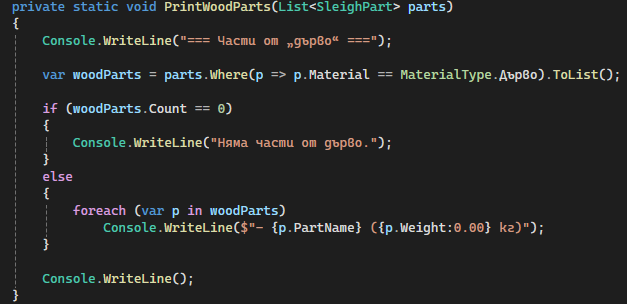 private static void PrintWoodParts(List<SleighPart> parts)
{
    Console.WriteLine("=== Части от „дърво“ ===");

    var woodParts = parts.Where(p => p.Material == MaterialType.Дърво).ToList();

    if (woodParts.Count == 0)
    {
        Console.WriteLine("Няма части от дърво.");
    }
    else
    {
        foreach (var p in woodParts)
            Console.WriteLine($"– {p.PartName} ({p.Weight:0.00} кг)");
    }

    Console.WriteLine();
}